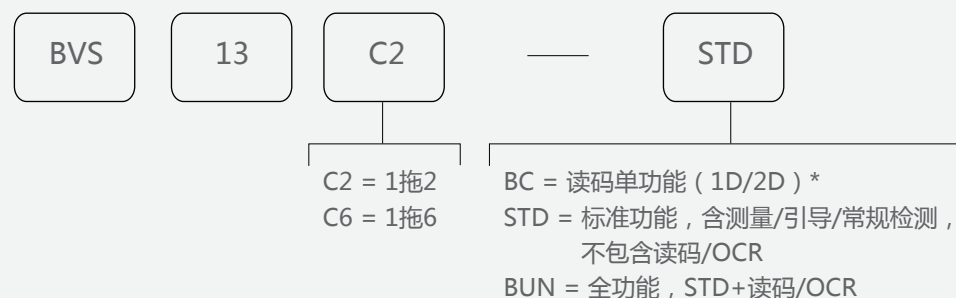 BVS 13 C2 — STD
C2 = 1拖2
C6 = 1拖6
BC = 读码单功能（1D/2D）*
STD = 标准功能，含测量/引导/常规检测，
不包含读码/OCR
BUN = 全功能，STD+读码/OCR